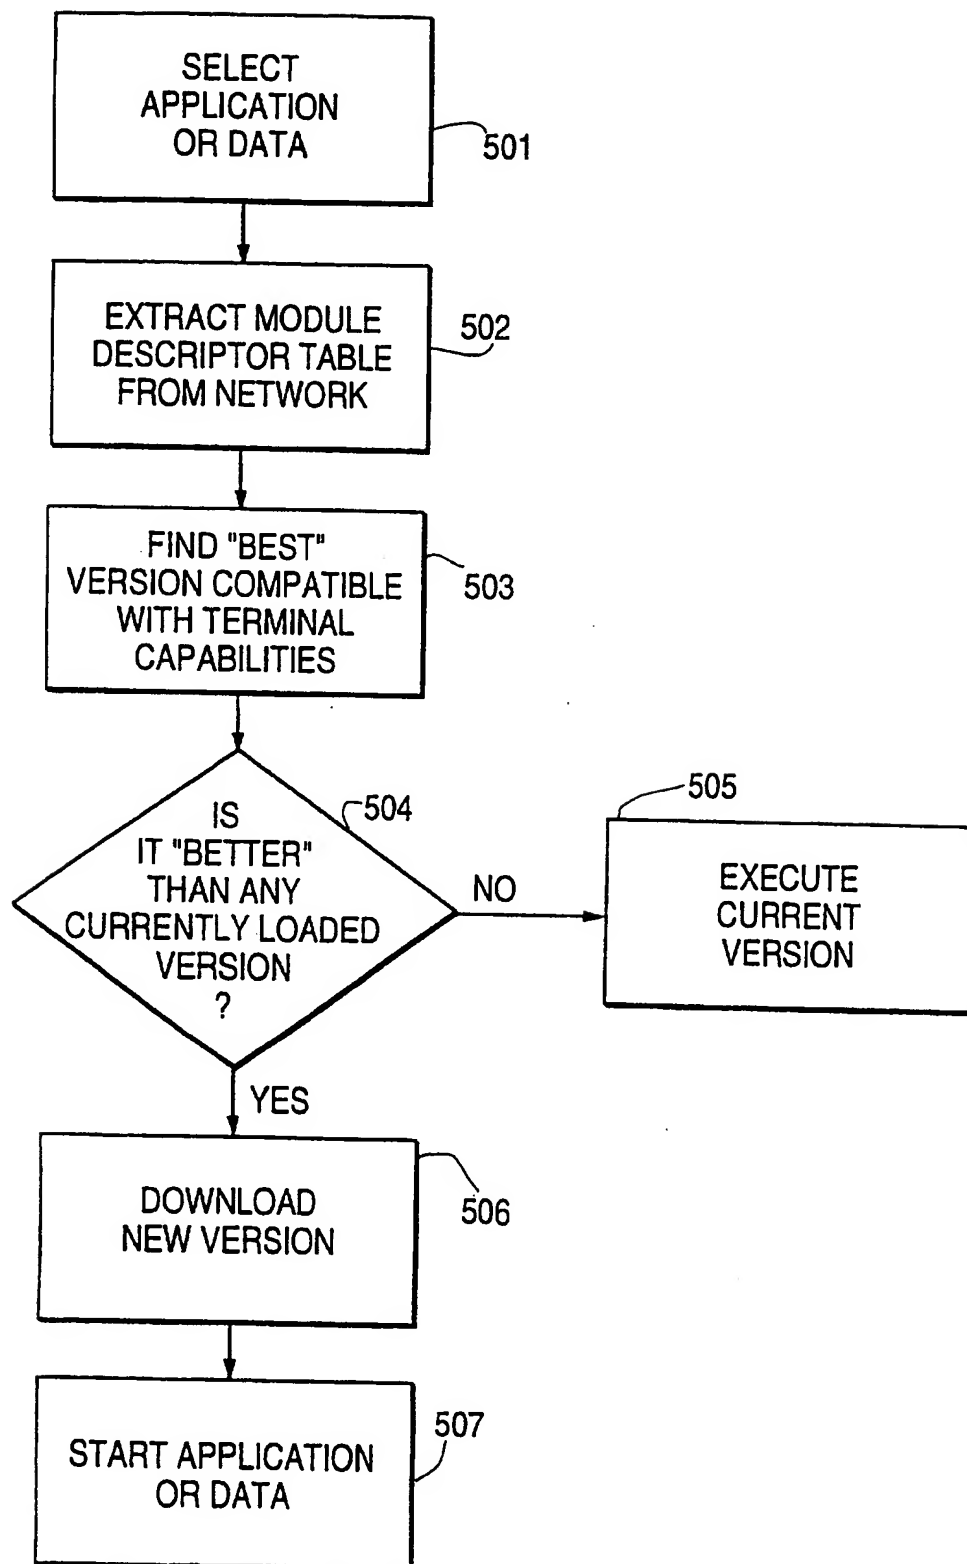 SELECT
APPLICATION
OR DATA
501
EXTRACT MODULE
DESCRIPTOR TABLE
FROM NETWORK
502
FIND "BEST"
VERSION COMPATIBLE
WITH TERMINAL
CAPABILITIES
503
IS
IT "BETTER"
THAN ANY
CURRENTLY LOADED
VERSION
?
504
NO
505
EXECUTE
CURRENT
VERSION
YES
DOWNLOAD
NEW VERSION
506
START APPLICATION
OR DATA
507